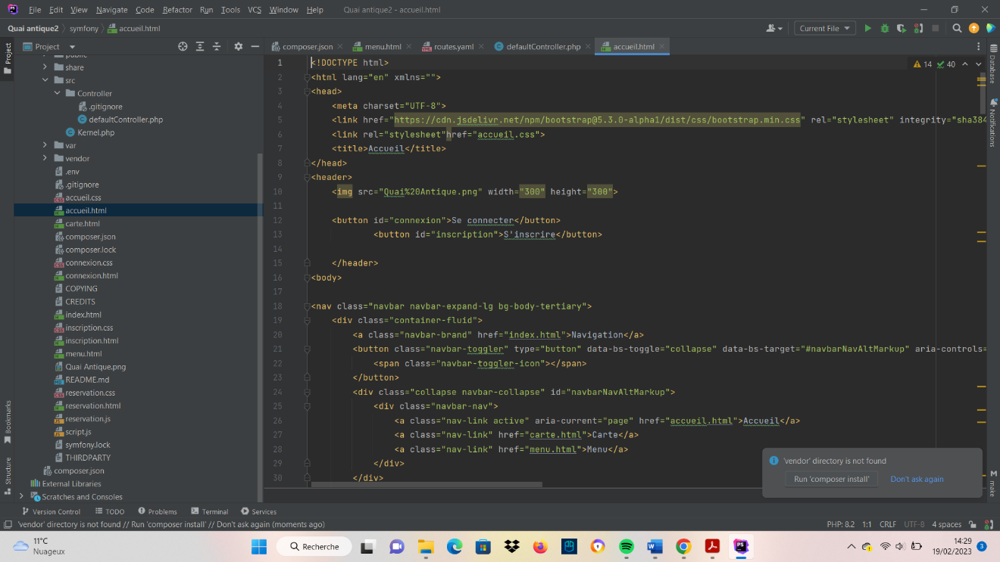 File Edit View Navigate Code Refactor Run Tools VCS Window Help Quai antique2 - accueil.html
Quai antique2 symfony accueil.html Current File
Project
composer.json menu.html routes.yaml defaultController.php accueil.html
public
share
src
Controller
.gitignore
defaultController.php
Kernel.php
var
vendor
.env
.gitignore
accueil.css
accueil.html
carte.html
composer.json
composer.lock
connexion.css
connexion.html
COPYING
CREDITS
index.html
inscription.css
inscription.html
menu.html
Quai Antique.png
README.md
reservation.css
reservation.html
reservation.js
script.js
symfony.lock
THIRDPARTY
composer.json
External Libraries
Scratches and Consoles
Project
Bookmarks
Structure
14 40
1 <!DOCTYPE html>
2 <html lang="en" xmlns="">
3 <head>
4 <meta charset="UTF-8">
5 <link href="https://cdn.jsdelivr.net/npm/bootstrap@5.3.0-alpha1/dist/css/bootstrap.min.css" rel="stylesheet" integrity="sha384
6 <link rel="stylesheet"href="accueil.css">
7 <title>Accueil</title>
8 </head>
9 <header>
10 <img src="Quai%20Antique.png" width="300" height="300">
11
12 <button id="connexion">Se connecter</button>
13 <button id="inscription">S'inscrire</button>
14
15 </header>
16 <body>
17
18 <nav class="navbar navbar-expand-lg bg-body-tertiary">
19 <div class="container-fluid">
20 <a class="navbar-brand" href="index.html">Navigation</a>
21 <button class="navbar-toggler" type="button" data-bs-toggle="collapse" data-bs-target="#navbarNavAltMarkup" aria-controls=
22 <span class="navbar-toggler-icon"></span>
23 </button>
24 <div class="collapse navbar-collapse" id="navbarNavAltMarkup">
25 <div class="navbar-nav">
26 <a class="nav-link active" aria-current="page" href="accueil.html">Accueil</a>
27 <a class="nav-link" href="carte.html">Carte</a>
28 <a class="nav-link" href="menu.html">Menu</a>
29 </div>
30 </div>
Database
Notifications
make
'vendor' directory is not found
Run 'composer install' Don't ask again
Version Control TODO Problems Terminal Services
'vendor' directory is not found // Run 'composer install' // Don't ask again (moments ago) PHP: 8.2 1:1 CRLF UTF-8 4 spaces
11°C
Nuageux
Recherche
14:29
19/02/2023
3